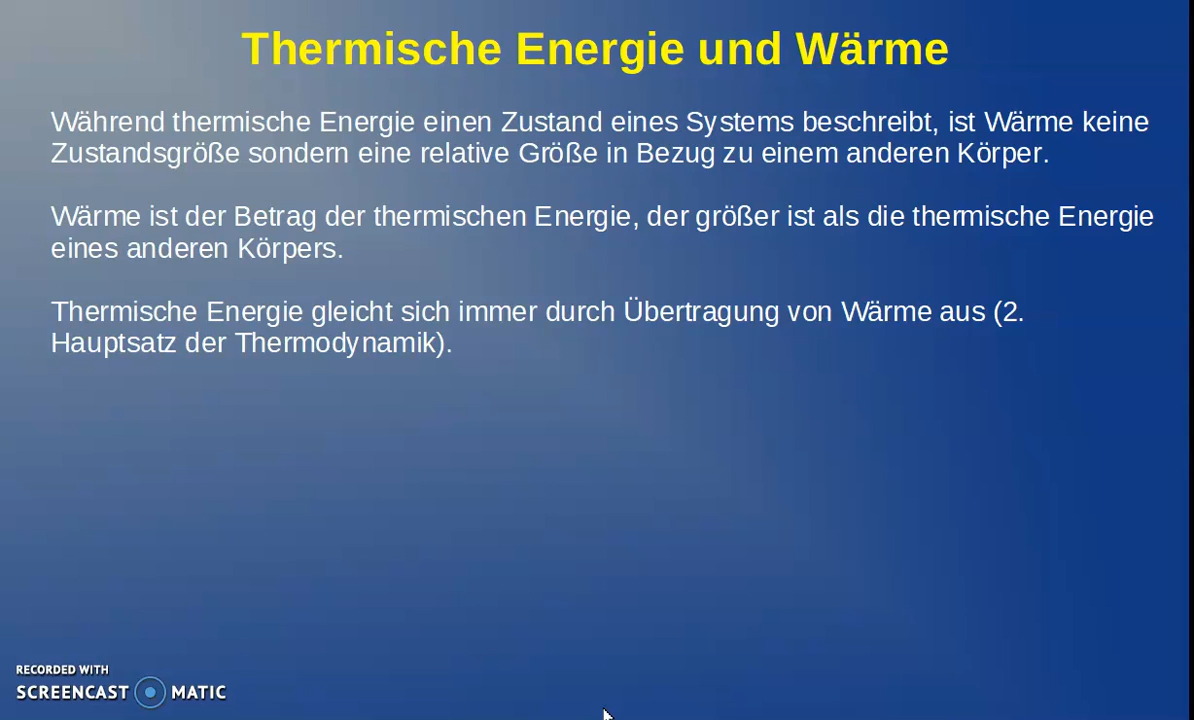 Thermische Energie und Wärme
Während thermische Energie einen Zustand eines Systems beschreibt, ist Wärme keine
Zustandsgröße sondern eine relative Größe in Bezug zu einem anderen Körper.
Wärme ist der Betrag der thermischen Energie, der größer ist als die thermische Energie
eines anderen Körpers.
Thermische Energie gleicht sich immer durch Übertragung von Wärme aus (2.
Hauptsatz der Thermodynamik).
RECORDED WITH
SCREENCAST MATIC